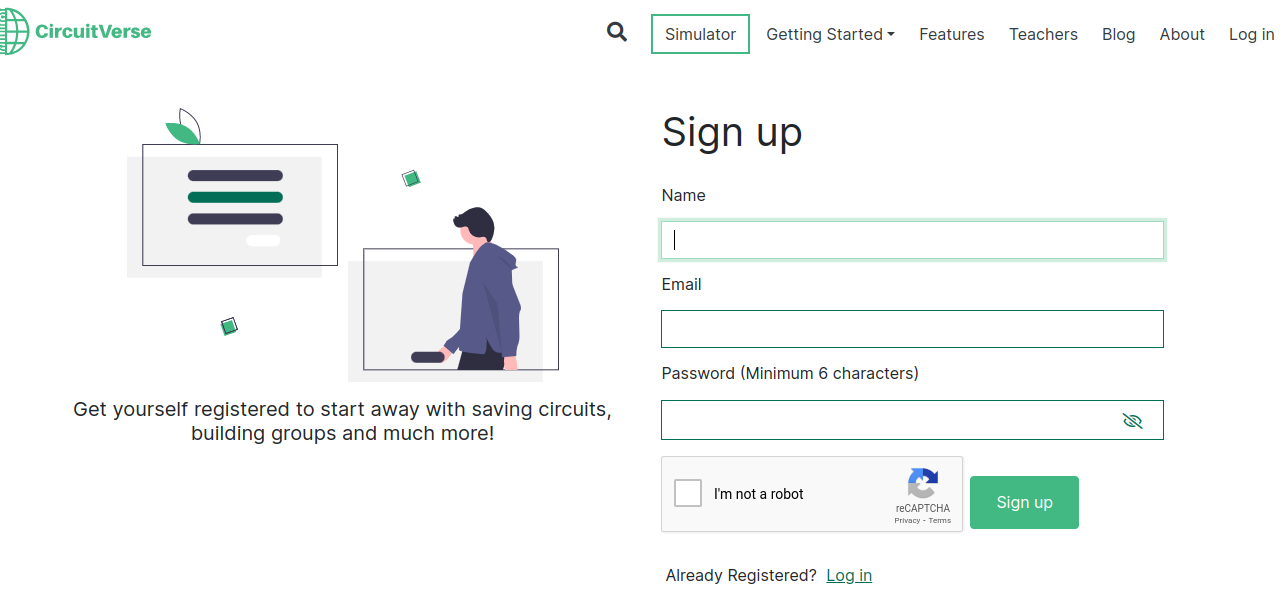 CircuitVerse
Simulator Getting Started Features Teachers Blog About Log in
Get yourself registered to start away with saving circuits,
building groups and much more!
Sign up
Name
Email
Password (Minimum 6 characters)
I'm not a robot
reCAPTCHA
Privacy - Terms
Sign up
Already Registered? Log in